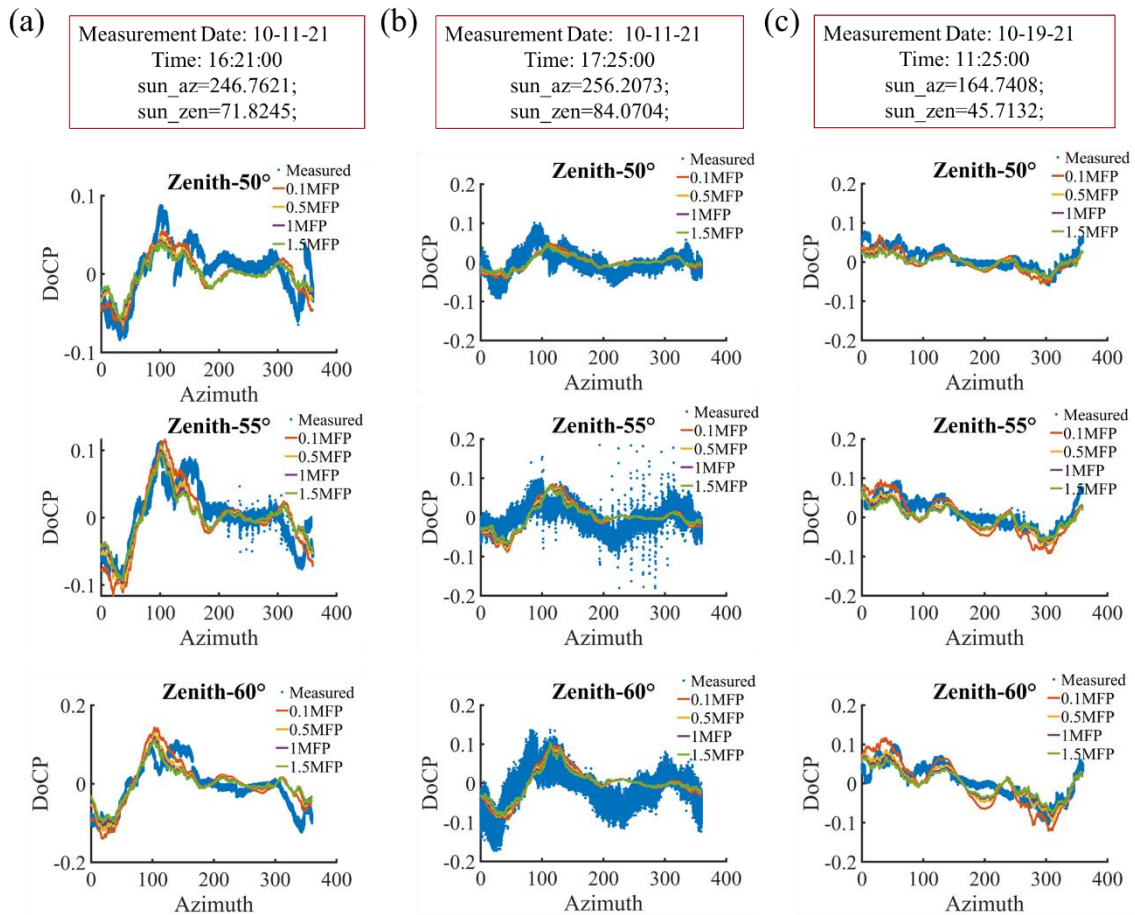 (a)
Measurement Date: 10-11-21
Time: 16:21:00
sun_az=246.7621;
sun_zen=71.8245;
(b)
Measurement Date: 10-11-21
Time: 17:25:00
sun_az=256.2073;
sun_zen=84.0704;
(c)
Measurement Date: 10-19-21
Time: 11:25:00
sun_az=164.7408;
sun_zen=45.7132;
Zenith-50°
Measured
0.1MFP
0.5MFP
1MFP
1.5MFP
DoCP
0.1
0
-0.1
0 100 200 300 400
Azimuth
Zenith-50°
Measured
0.1MFP
0.5MFP
1MFP
1.5MFP
DoCP
0.2
0.1
0
-0.1
-0.2
0 100 200 300 400
Azimuth
Zenith-50°
Measured
0.1MFP
0.5MFP
1MFP
1.5MFP
DoCP
0.2
0.1
0
-0.1
-0.2
0 100 200 300 400
Azimuth
Zenith-55°
Measured
0.1MFP
0.5MFP
1MFP
1.5MFP
DoCP
0.1
0
-0.1
0 100 200 300 400
Azimuth
Zenith-55°
Measured
0.1MFP
0.5MFP
1MFP
1.5MFP
DoCP
0.2
0.1
0
-0.1
-0.2
0 100 200 300 400
Azimuth
Zenith-55°
Measured
0.1MFP
0.5MFP
1MFP
1.5MFP
DoCP
0.2
0.1
0
-0.1
-0.2
0 100 200 300 400
Azimuth
Zenith-60°
Measured
0.1MFP
0.5MFP
1MFP
1.5MFP
DoCP
0.2
0
-0.2
0 100 200 300 400
Azimuth
Zenith-60°
Measured
0.1MFP
0.5MFP
1MFP
1.5MFP
DoCP
0.2
0.1
0
-0.1
-0.2
0 100 200 300 400
Azimuth
Zenith-60°
Measured
0.1MFP
0.5MFP
1MFP
1.5MFP
DoCP
0.2
0.1
0
-0.1
-0.2
0 100 200 300 400
Azimuth